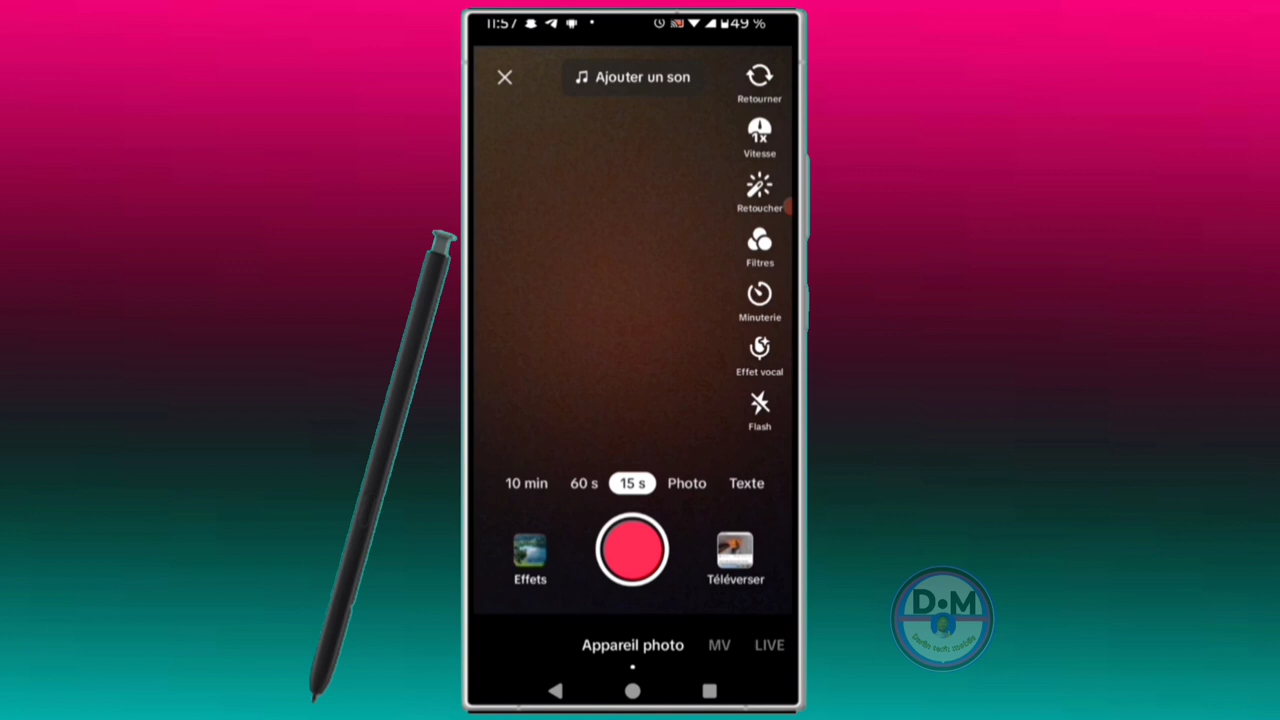 11:57
49 %
Ajouter un son
Retourner
1x
Vitesse
Retoucher
Filtres
Minuterie
Effet vocal
Flash
10 min 60 s 15 s Photo Texte
Effets
Téléverser
Appareil photo MV LIVE
D•M